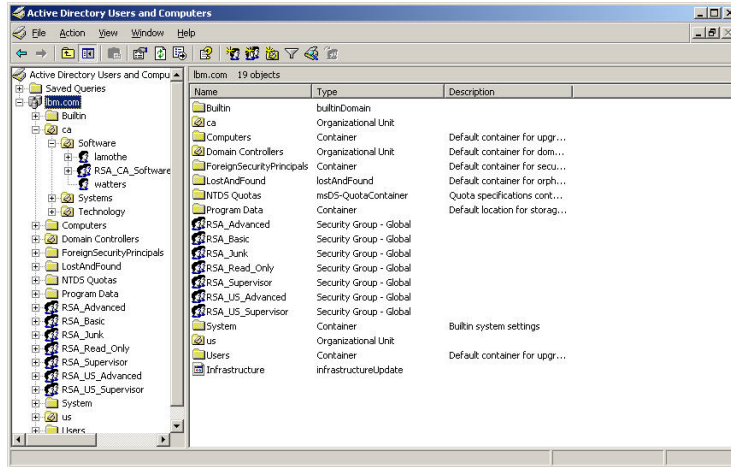 Active Directory Users and Computers
File Action View Window Help
Active Directory Users and Compu
Saved Queries
lbm.com
Builtin
ca
Software
lamothe
RSA_CA_Software
watters
Systems
Technology
Computers
Domain Controllers
ForeignSecurityPrincipals
LostAndFound
NTDS Quotas
Program Data
RSA_Advanced
RSA_Basic
RSA_Junk
RSA_Read_Only
RSA_Supervisor
RSA_US_Advanced
RSA_US_Supervisor
System
us
Users
lbm.com 19 objects
Name Type Description
Builtin builtinDomain
ca Organizational Unit
Computers Container Default container for upgr...
Domain Controllers Organizational Unit Default container for dom...
ForeignSecurityPrincipals Container Default container for secu...
LostAndFound lostAndFound Default container for orph...
NTDS Quotas msDS-QuotaContainer Quota specifications cont...
Program Data Container Default location for storag...
RSA_Advanced Security Group - Global
RSA_Basic Security Group - Global
RSA_Junk Security Group - Global
RSA_Read_Only Security Group - Global
RSA_Supervisor Security Group - Global
RSA_US_Advanced Security Group - Global
RSA_US_Supervisor Security Group - Global
System Container Builtin system settings
us Organizational Unit
Users Container Default container for upgr...
Infrastructure infrastructureUpdate